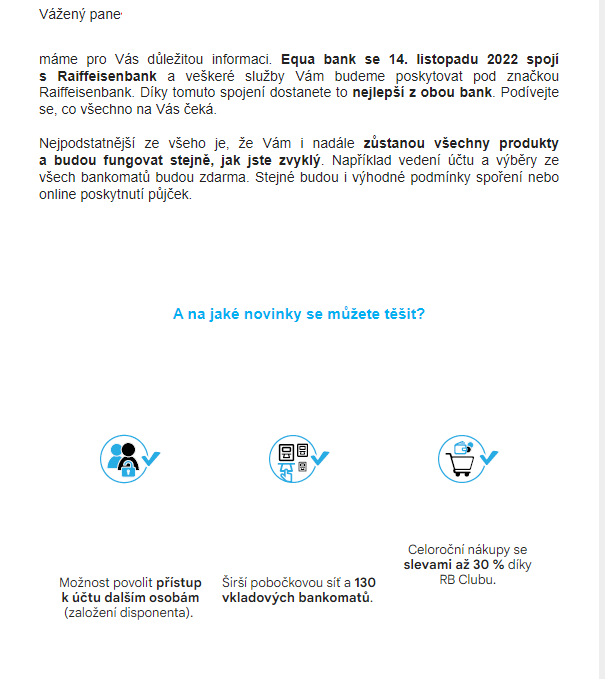 Vážený pane
máme pro Vás důležitou informaci. Equa bank se 14. listopadu 2022 spojí
s Raiffeisenbank a veškeré služby Vám budeme poskytovat pod značkou
Raiffeisenbank. Díky tomuto spojení dostanete to nejlepší z obou bank. Podívejte
se, co všechno na Vás čeká.
Nejpodstatnější ze všeho je, že Vám i nadále zůstanou všechny produkty
a budou fungovat stejně, jak jste zvyklý. Například vedení účtu a výběry ze
všech bankomatů budou zdarma. Stejné budou i výhodné podmínky spoření nebo
online poskytnutí půjček.
A na jaké novinky se můžete těšit?
Možnost povolit přístup
k účtu dalším osobám
(založení disponenta).
Širší pobočkovou síť a 130
vkladových bankomatů.
Celoroční nákupy se
slevami až 30 % díky
RB Clubu.